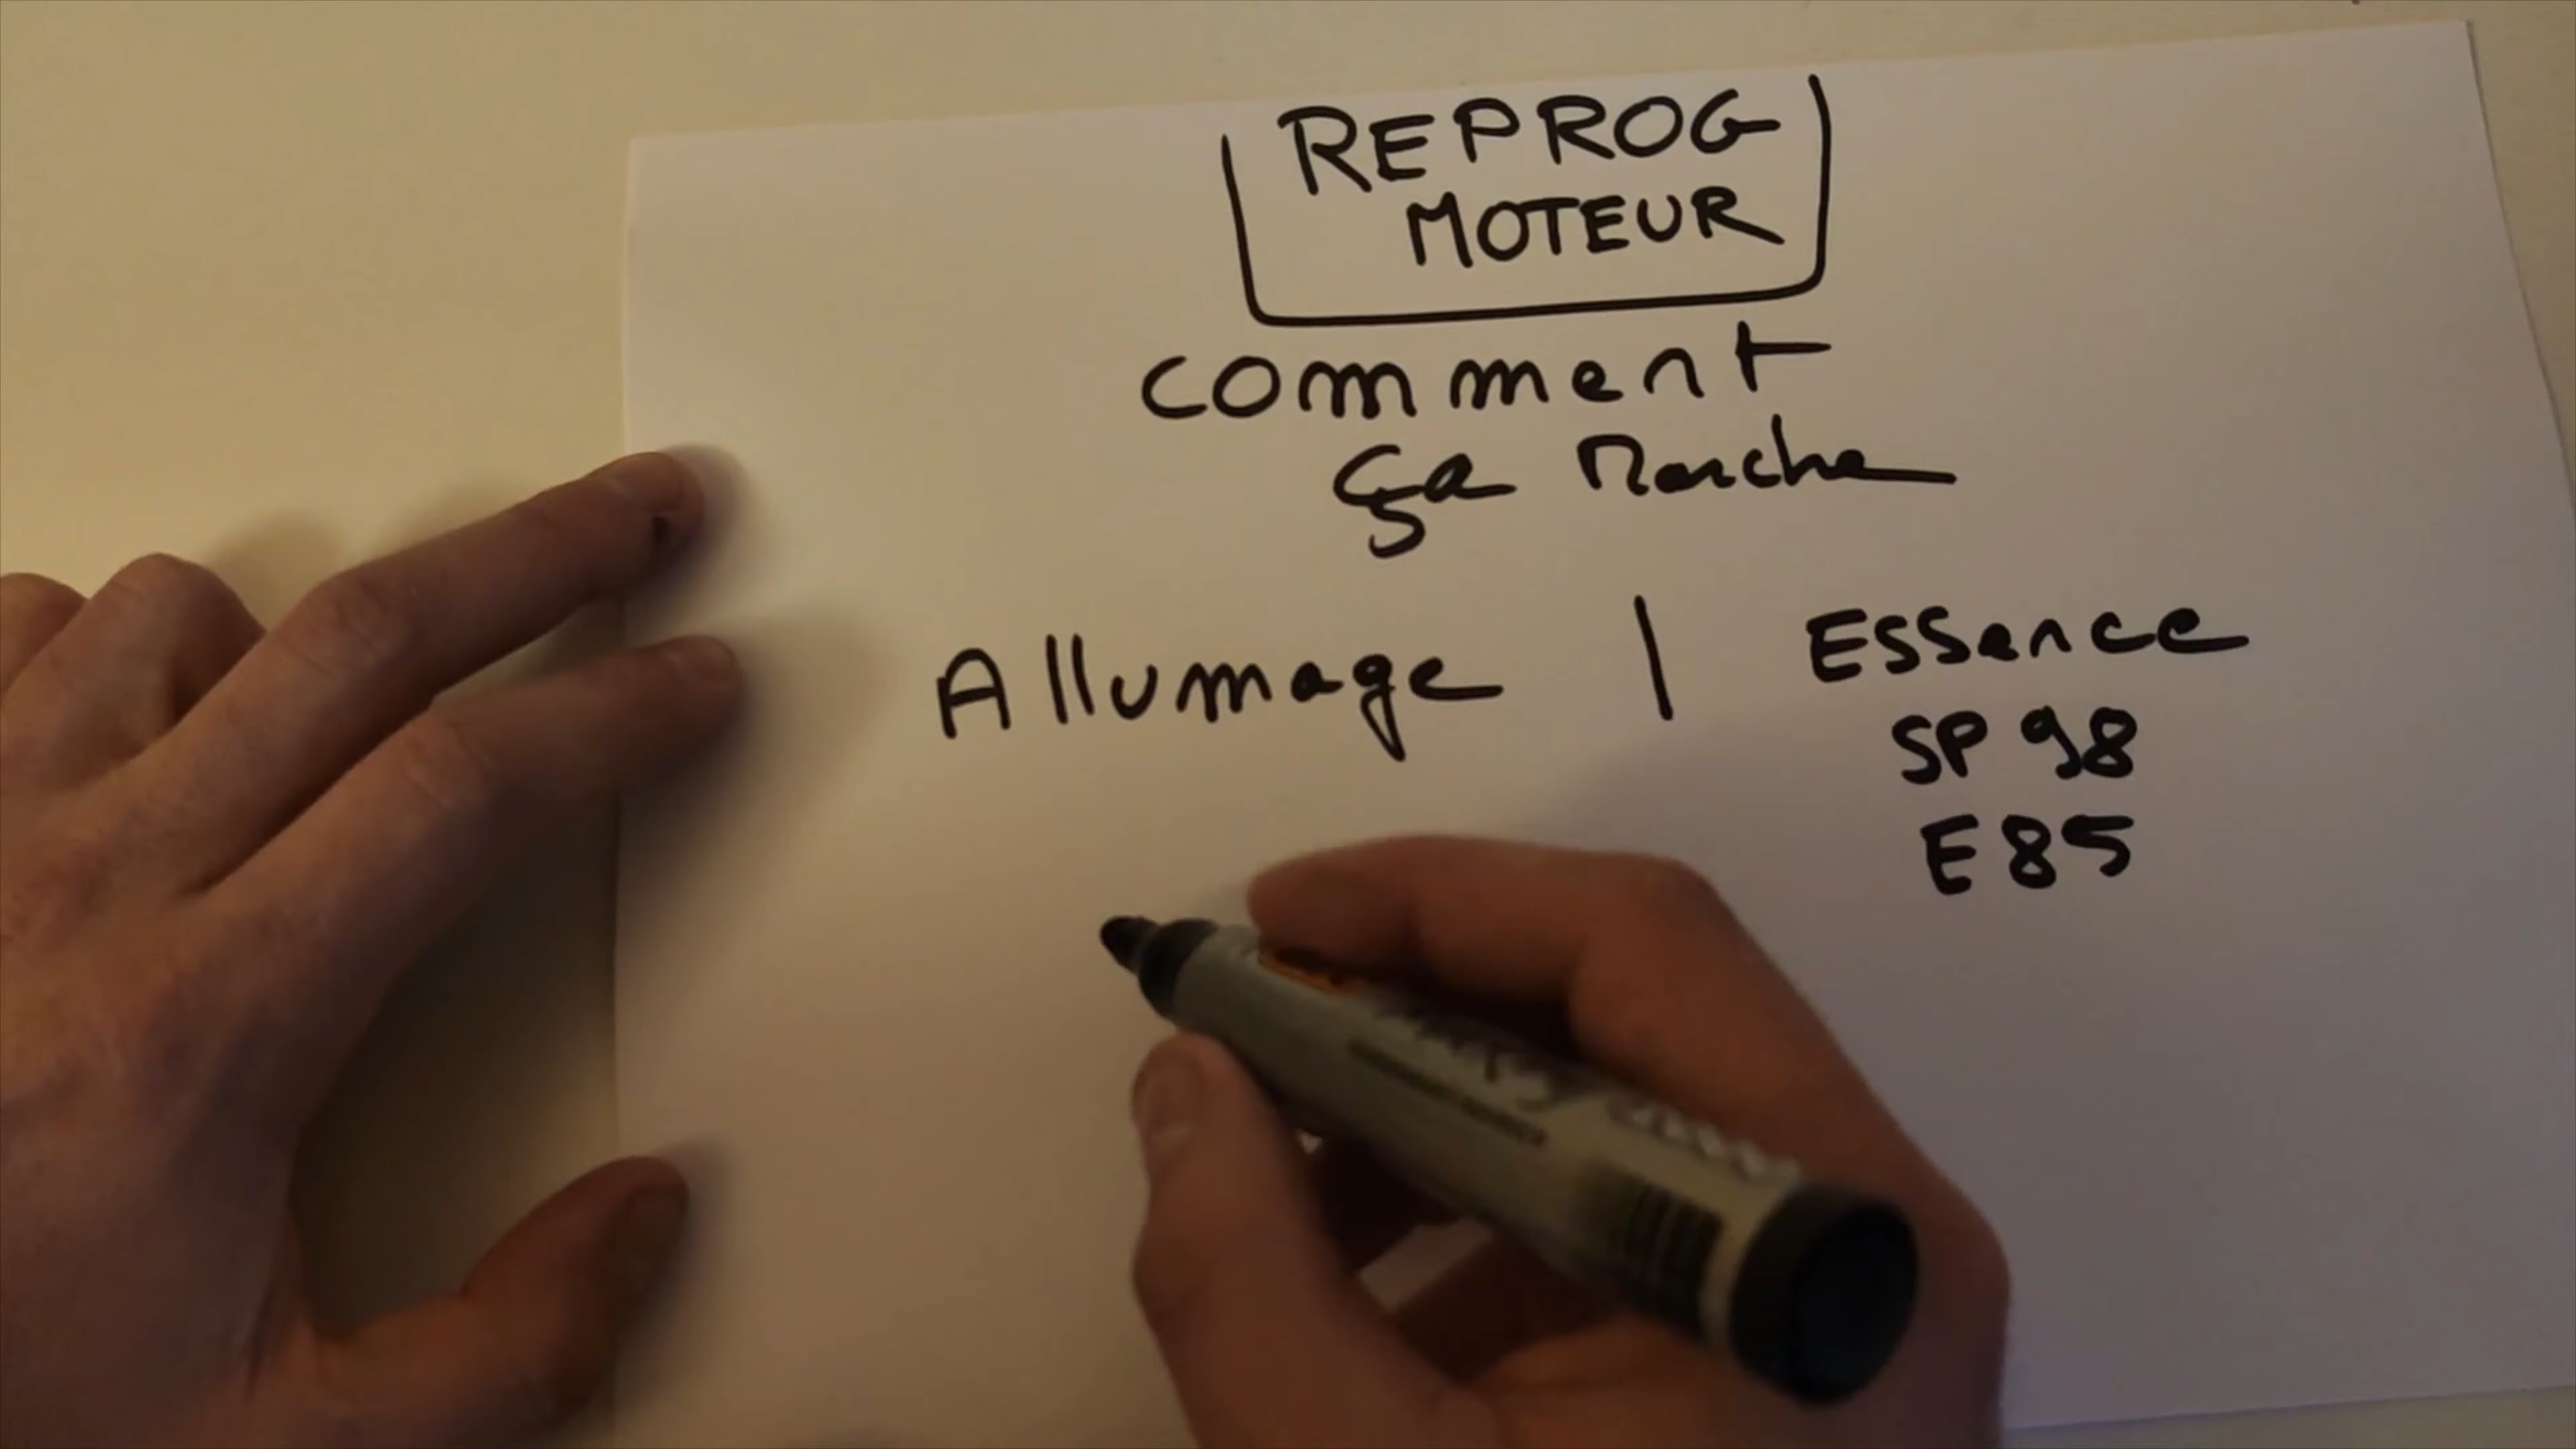 REPROG
MOTEUR
comment
ça Marche
Allumage | Essence
SP 98
E85